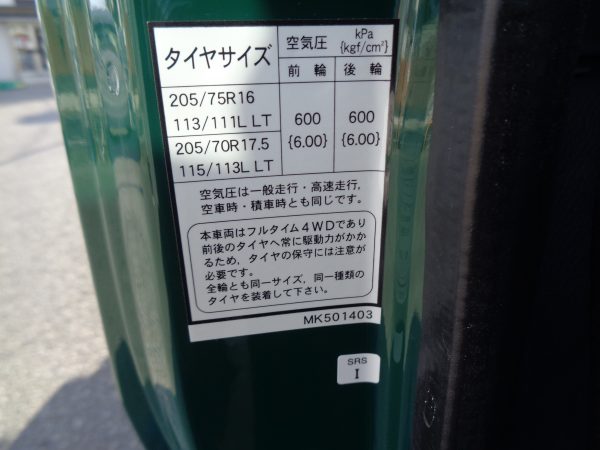 タイヤサイズ
空気圧 kPa {kgf/cm²}
前輪 後輪
205/75R16
113/111L LT
600 {6.00}
600 {6.00}
205/70R17.5
115/113L LT
空気圧は一般走行・高速走行,
空車時・積車時とも同じです。
本車両はフルタイム4WDであり
前後のタイヤへ常に駆動力がかか
るため,タイヤの保守には注意が
必要です。
全輪とも同一サイズ,同一種類の
タイヤを装着して下さい。
MK501403
SRS
I